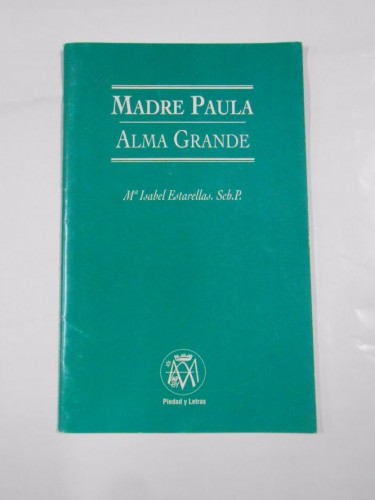 MADRE PAULA
ALMA GRANDE
Mª Isabel Estarellas. Sch.P.
Piedad y Letras